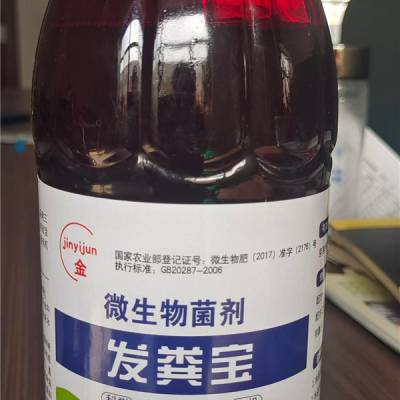 jinyijun
金
国家农业部登记证号：微生物肥（2017）准字（2176）号
执行标准：GB20287-2006
微生物菌剂
发粪宝